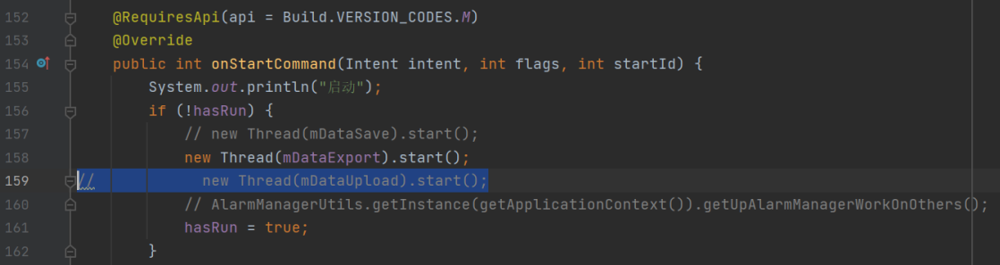 152 @RequiresApi(api = Build.VERSION_CODES.M)
153 @Override
154 public int onStartCommand(Intent intent, int flags, int startId) {
155 System.out.println("启动");
156 if (!hasRun) {
157 // new Thread(mDataSave).start();
158 new Thread(mDataExport).start();
159 // new Thread(mDataUpload).start();
160 // AlarmManagerUtils.getInstance(getApplicationContext()).getUpAlarmManagerWorkOnOthers();
161 hasRun = true;
162 }